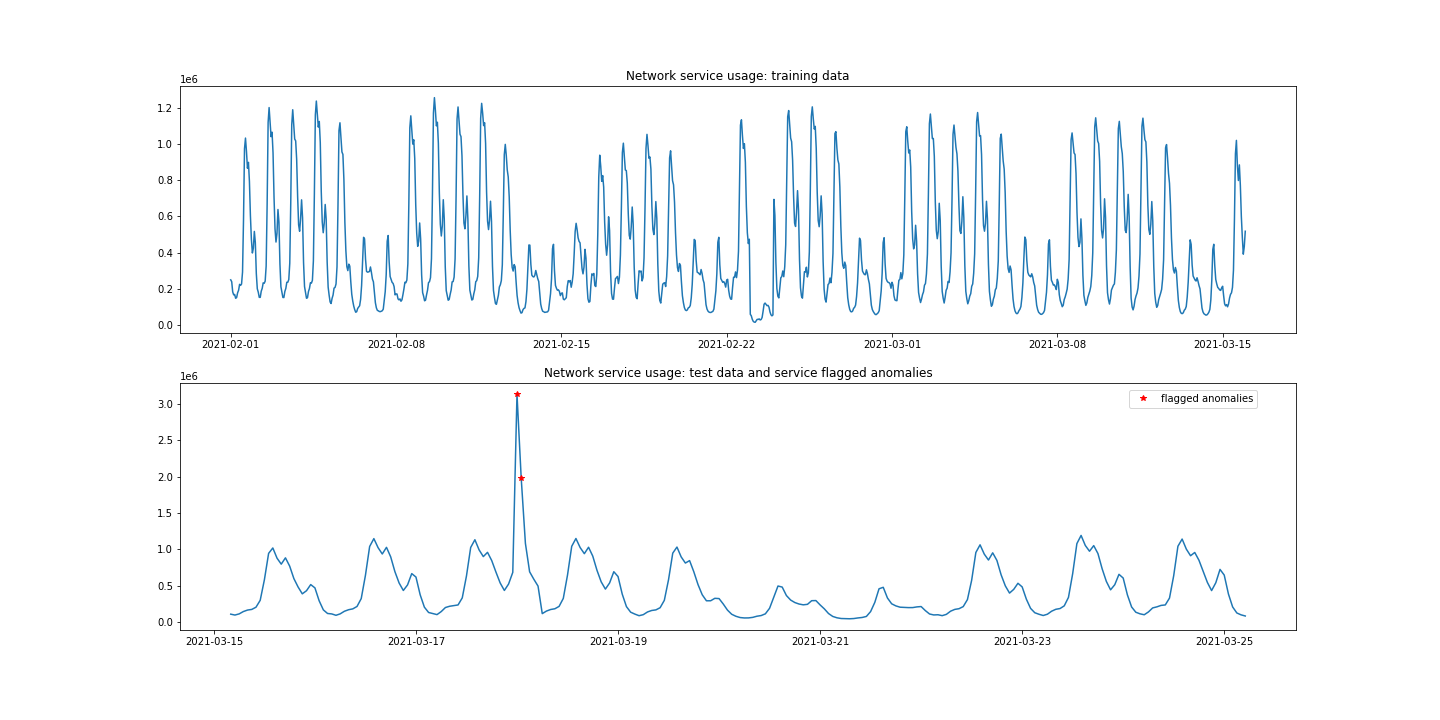 Network service usage: training data
1e6
1.2
1.0
0.8
0.6
0.4
0.2
0.0
2021-02-01 2021-02-08 2021-02-15 2021-02-22 2021-03-01 2021-03-08 2021-03-15
Network service usage: test data and service flagged anomalies
1e6
flagged anomalies
3.0
2.5
2.0
1.5
1.0
0.5
0.0
2021-03-15 2021-03-17 2021-03-19 2021-03-21 2021-03-23 2021-03-25